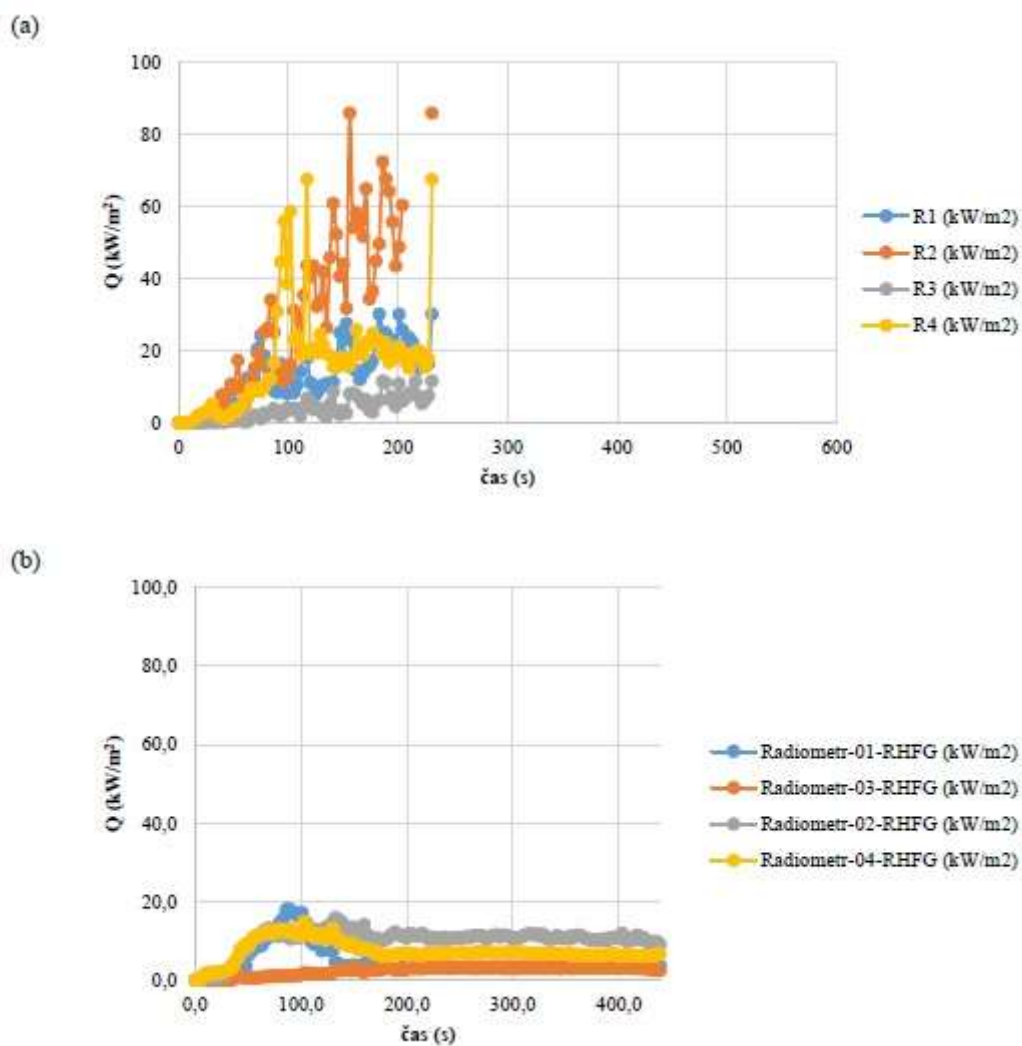 (a)
100
80
60
40
20
0
Q (kW/m²)
0 100 200 300 400 500 600
čas (s)
R1 (kW/m2)
R2 (kW/m2)
R3 (kW/m2)
R4 (kW/m2)
(b)
100,0
80,0
60,0
40,0
20,0
0,0
Q (kW/m²)
0,0 100,0 200,0 300,0 400,0
čas (s)
Radiometr-01-RHFG (kW/m2)
Radiometr-03-RHFG (kW/m2)
Radiometr-02-RHFG (kW/m2)
Radiometr-04-RHFG (kW/m2)